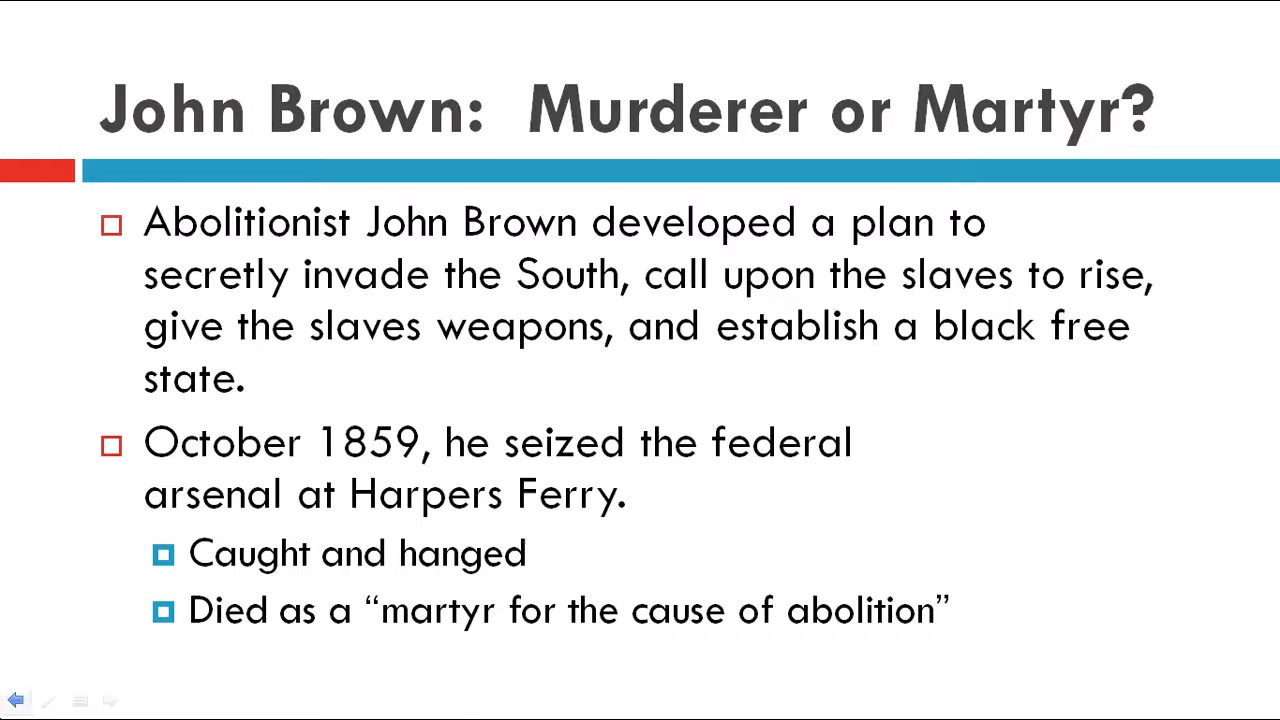 John Brown:  Murderer or Martyr?
Abolitionist John Brown developed a plan to
secretly invade the South, call upon the slaves to rise,
give the slaves weapons, and establish a black free
state.
October 1859, he seized the federal
arsenal at Harpers Ferry.
Caught and hanged
Died as a “martyr for the cause of abolition”